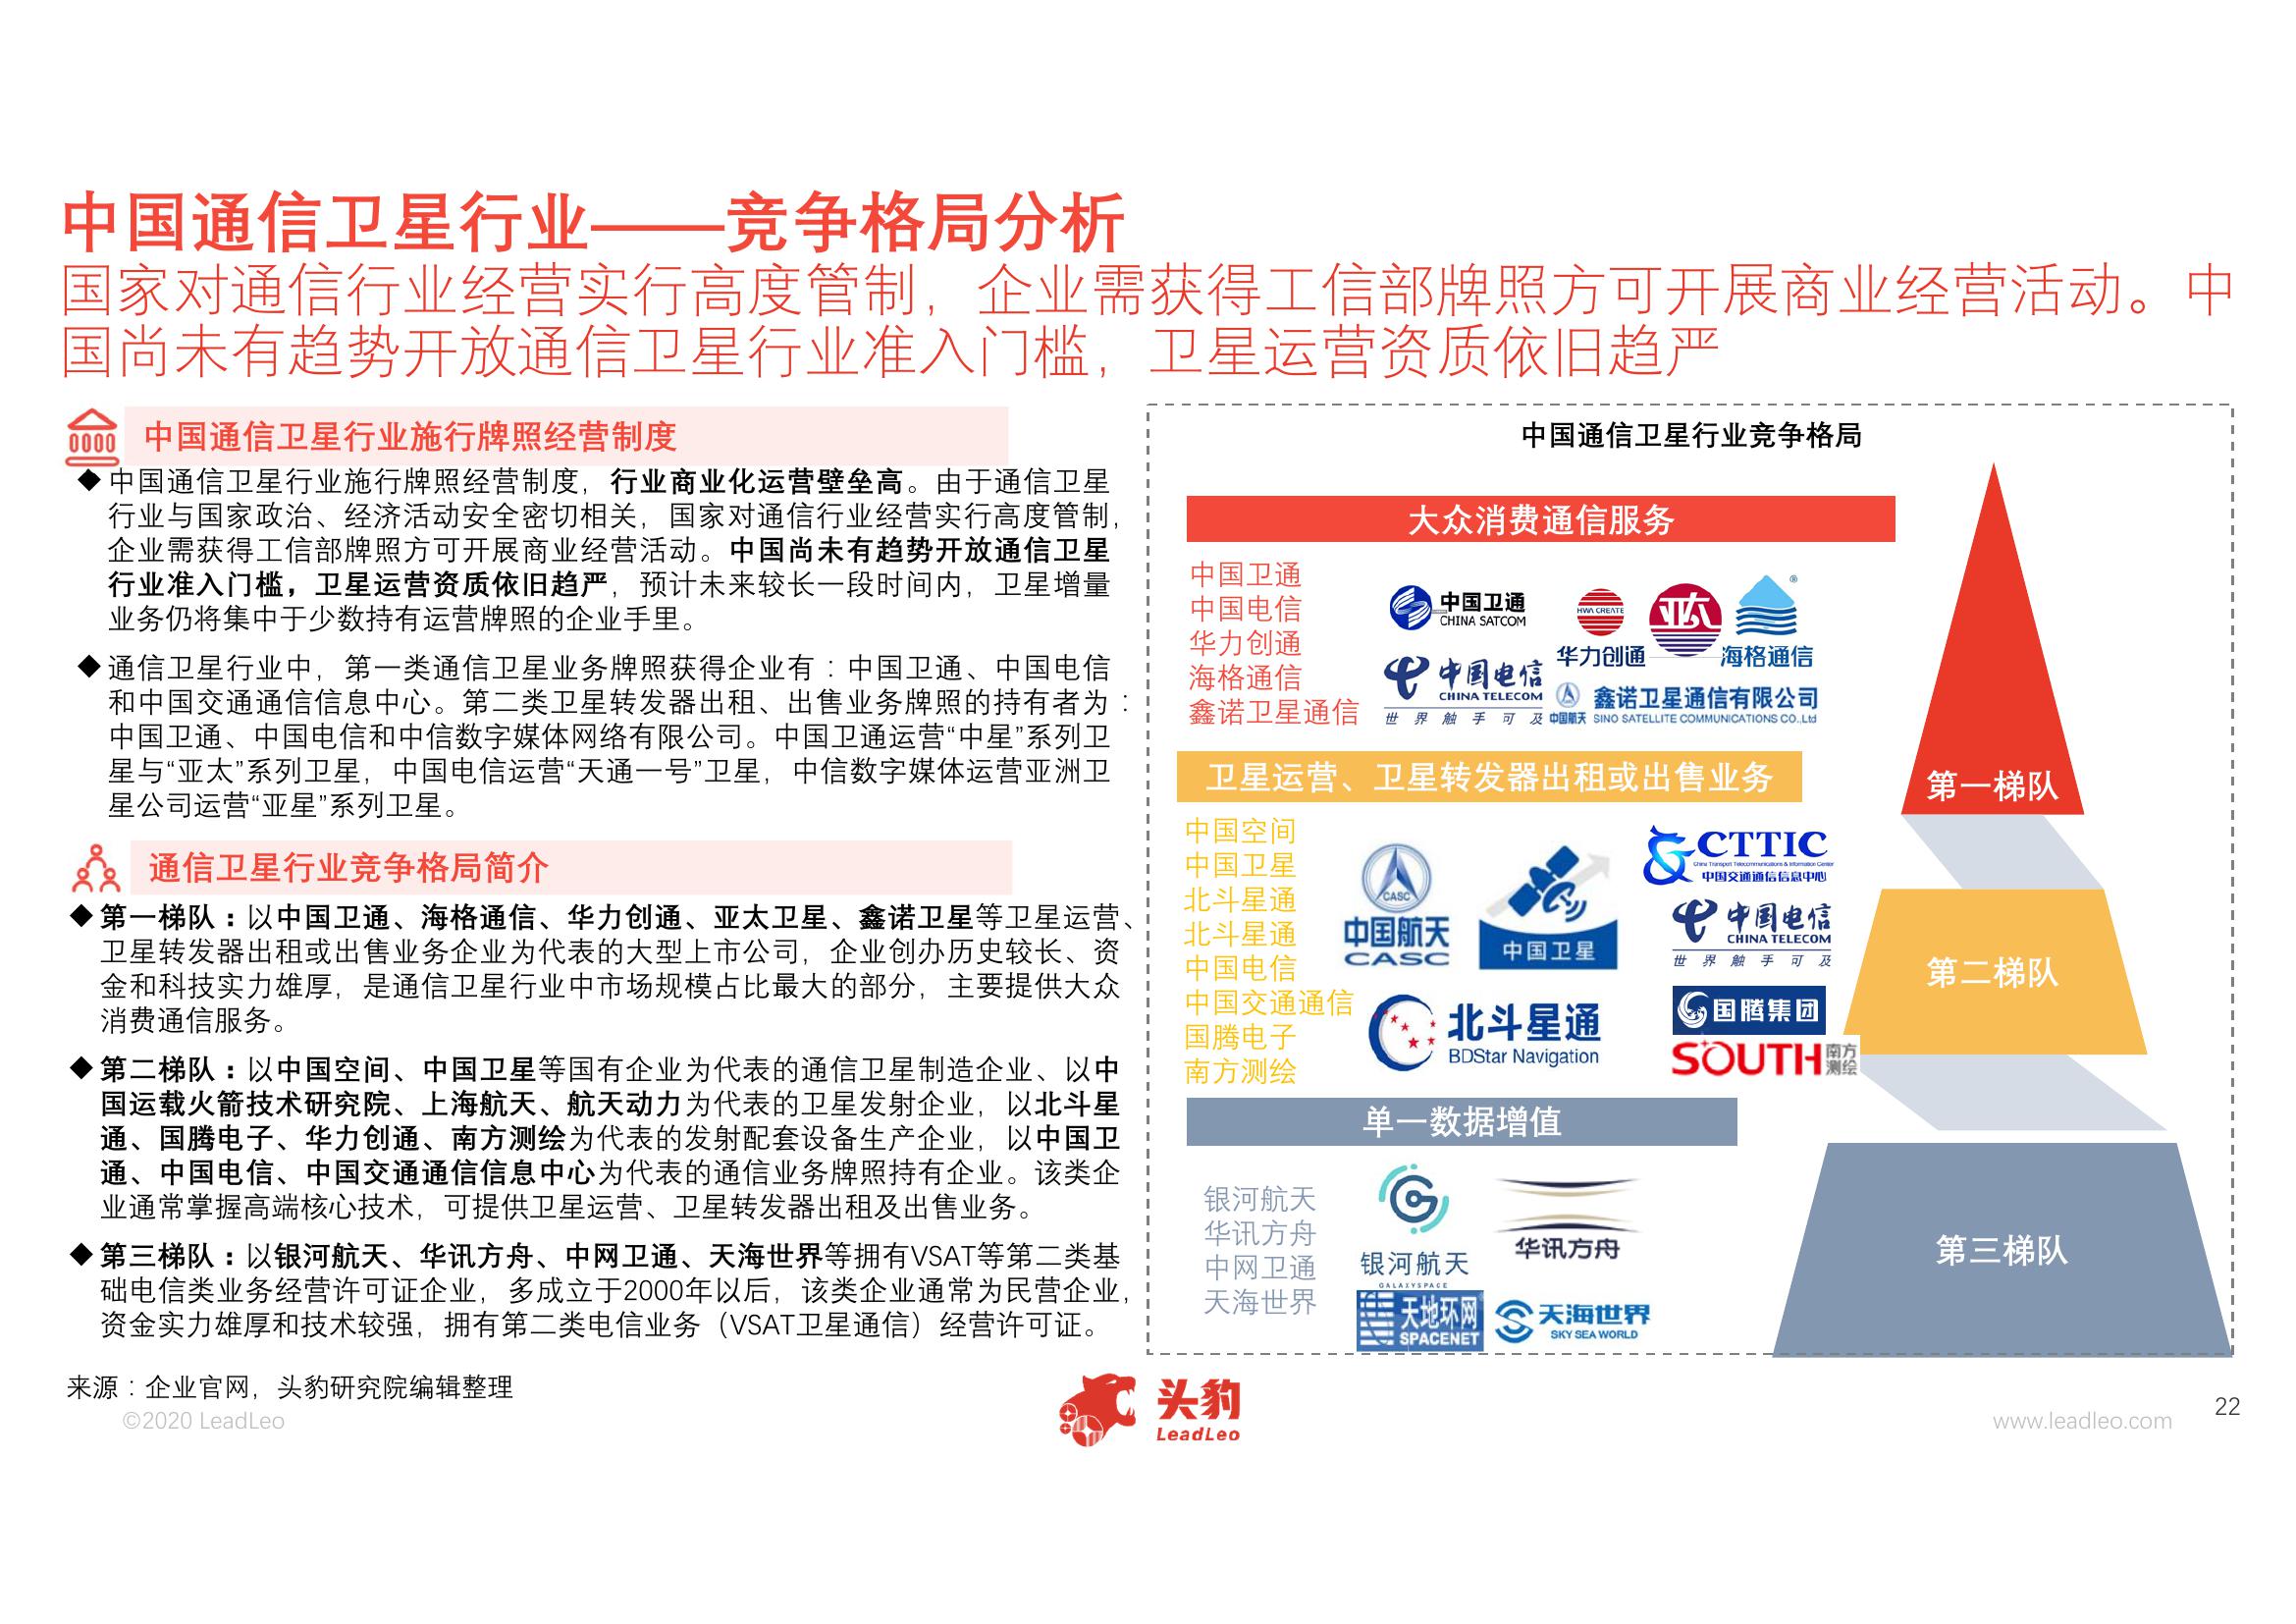 中国通信卫星行业——竞争格局分析
国家对通信行业经营实行高度管制，企业需获得工信部牌照方可开展商业经营活动。中
国尚未有趋势开放通信卫星行业准入门槛，卫星运营资质依旧趋严
中国通信卫星行业施行牌照经营制度
◆ 中国通信卫星行业施行牌照经营制度，行业商业化运营壁垒高。由于通信卫星
行业与国家政治、经济活动安全密切相关，国家对通信行业经营实行高度管制，
企业需获得工信部牌照方可开展商业经营活动。中国尚未有趋势开放通信卫星
行业准入门槛，卫星运营资质依旧趋严，预计未来较长一段时间内，卫星增量
业务仍将集中于少数持有运营牌照的企业手里。
◆ 通信卫星行业中，第一类通信卫星业务牌照获得企业有：中国卫通、中国电信
和中国交通通信信息中心。第二类卫星转发器出租、出售业务牌照的持有者为：
中国卫通、中国电信和中信数字媒体网络有限公司。中国卫通运营“中星”系列卫
星与“亚太”系列卫星，中国电信运营“天通一号”卫星，中信数字媒体运营亚洲卫
星公司运营“亚星”系列卫星。
通信卫星行业竞争格局简介
◆ 第一梯队：以中国卫通、海格通信、华力创通、亚太卫星、鑫诺卫星等卫星运营、
卫星转发器出租或出售业务企业为代表的大型上市公司，企业创办历史较长、资
金和科技实力雄厚，是通信卫星行业中市场规模占比最大的部分，主要提供大众
消费通信服务。
◆ 第二梯队：以中国空间、中国卫星等国有企业为代表的通信卫星制造企业、以中
国运载火箭技术研究院、上海航天、航天动力为代表的卫星发射企业，以北斗星
通、国腾电子、华力创通、南方测绘为代表的发射配套设备生产企业，以中国卫
通、中国电信、中国交通通信信息中心为代表的通信业务牌照持有企业。该类企
业通常掌握高端核心技术，可提供卫星运营、卫星转发器出租及出售业务。
◆ 第三梯队：以银河航天、华讯方舟、中网卫通、天海世界等拥有VSAT等第二类基
础电信类业务经营许可证企业，多成立于2000年以后，该类企业通常为民营企业，
资金实力雄厚和技术较强，拥有第二类电信业务（VSAT卫星通信）经营许可证。
中国通信卫星行业竞争格局
大众消费通信服务
中国卫通
中国电信
华力创通
海格通信
鑫诺卫星通信
中国卫通
CHINA SATCOM
HWA CREATE
华力创通
亚太
海格通信
中国电信
CHINA TELECOM
世界触手可及
中国航天
鑫诺卫星通信有限公司
SINO SATELLITE COMMUNICATIONS CO.,Ltd
第一梯队
卫星运营、卫星转发器出租或出售业务
中国空间
中国卫星
北斗星通
北斗星通
中国电信
中国交通通信
国腾电子
南方测绘
CASC
中国航天
CASC
中国卫星
CTTIC
China Transport Telecommunications & Information Center
中国交通通信信息中心
中国电信
CHINA TELECOM
世界触手可及
北斗星通
BDStar Navigation
国腾集团
SOUTH 南方
测绘
第二梯队
单一数据增值
银河航天
华讯方舟
中网卫通
天海世界
银河航天
GALAXYSPACE
华讯方舟
天地环网
SPACENET
天海世界
SKY SEA WORLD
第三梯队
来源：企业官网，头豹研究院编辑整理
©2020 LeadLeo
头豹
LeadLeo
www.leadleo.com
22